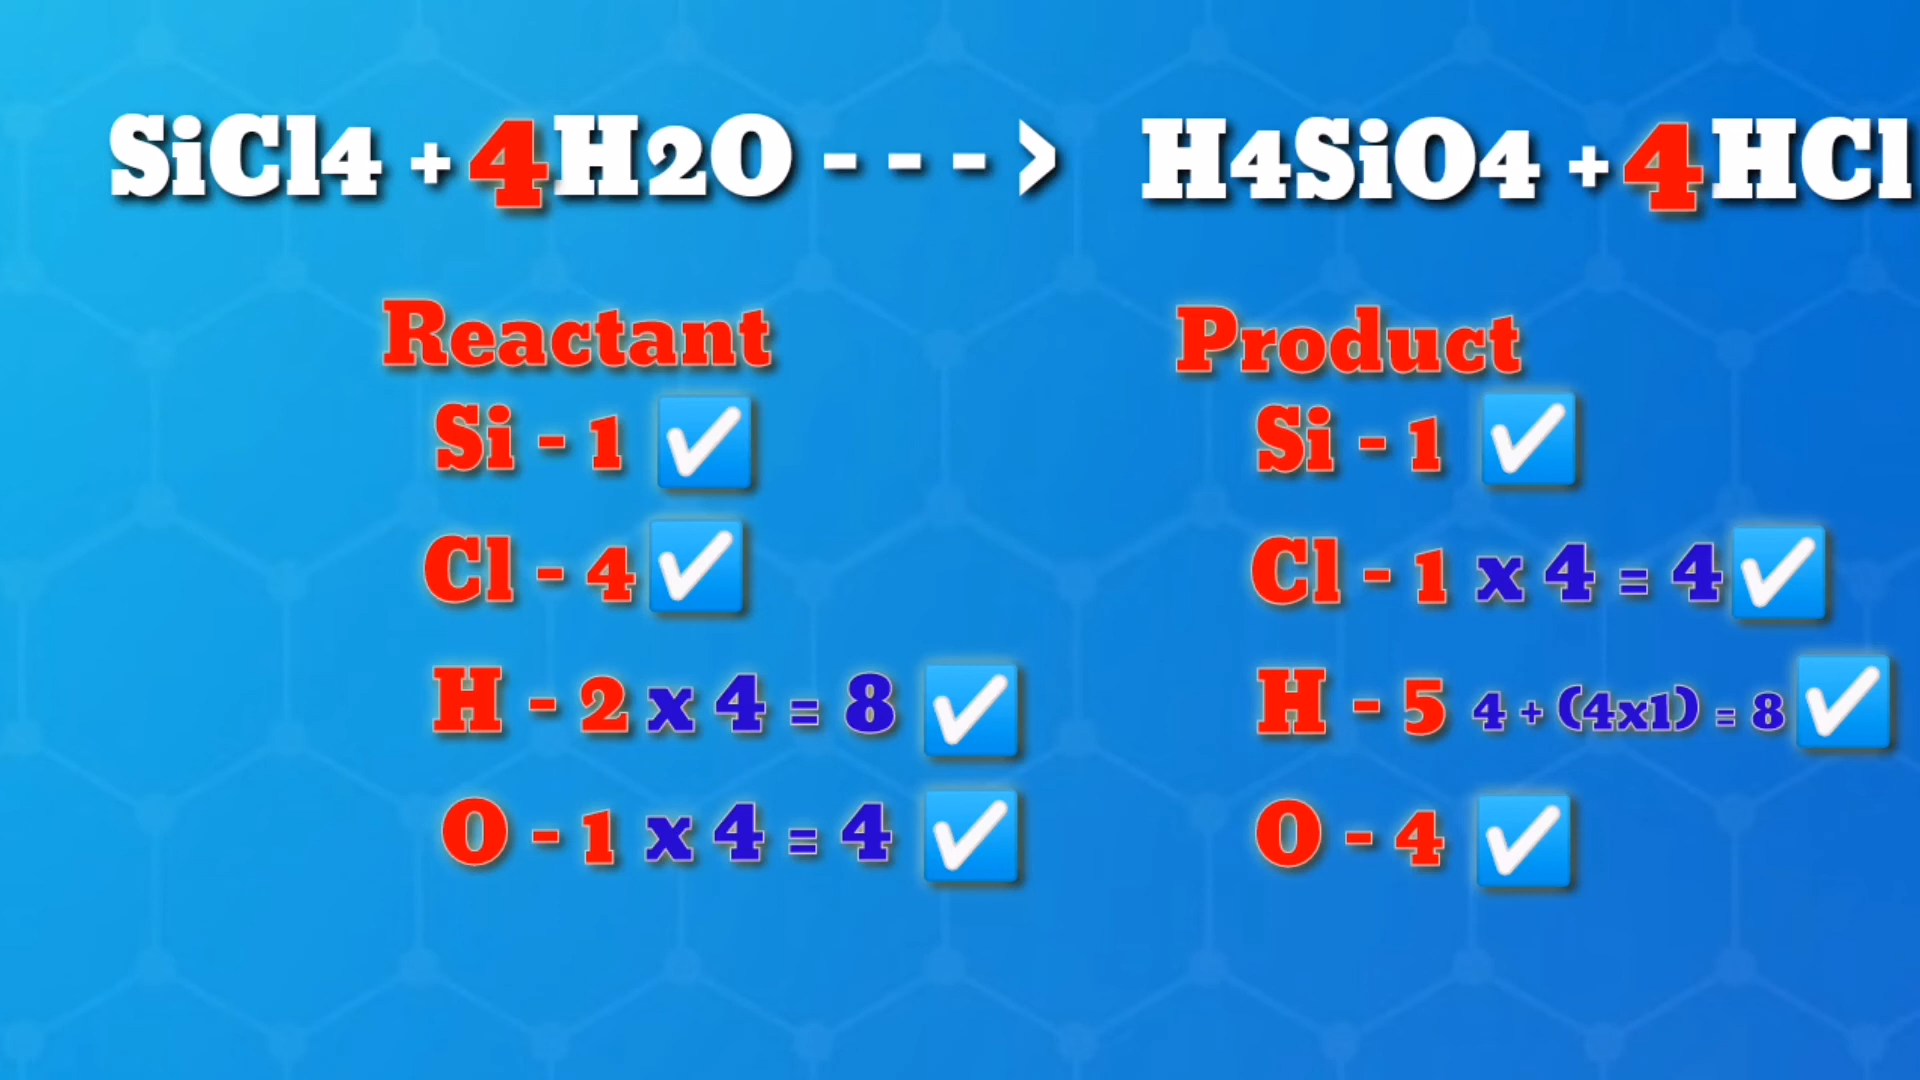 SiCl4 + 4H2O - - - > H4SiO4 + 4HCl
Reactant
Si - 1
Cl - 4
H - 2 x 4 = 8
O - 1 x 4 = 4
Product
Si - 1
Cl - 1 x 4 = 4
H - 5 4 + (4x1) = 8
O - 4